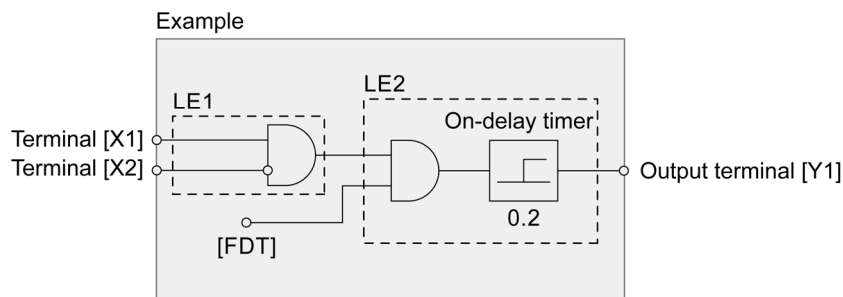 Example
LE2
LE1
On-delay timer
Terminal [X1]
Terminal [X2]
Output terminal [Y1]
0.2
[FDT]